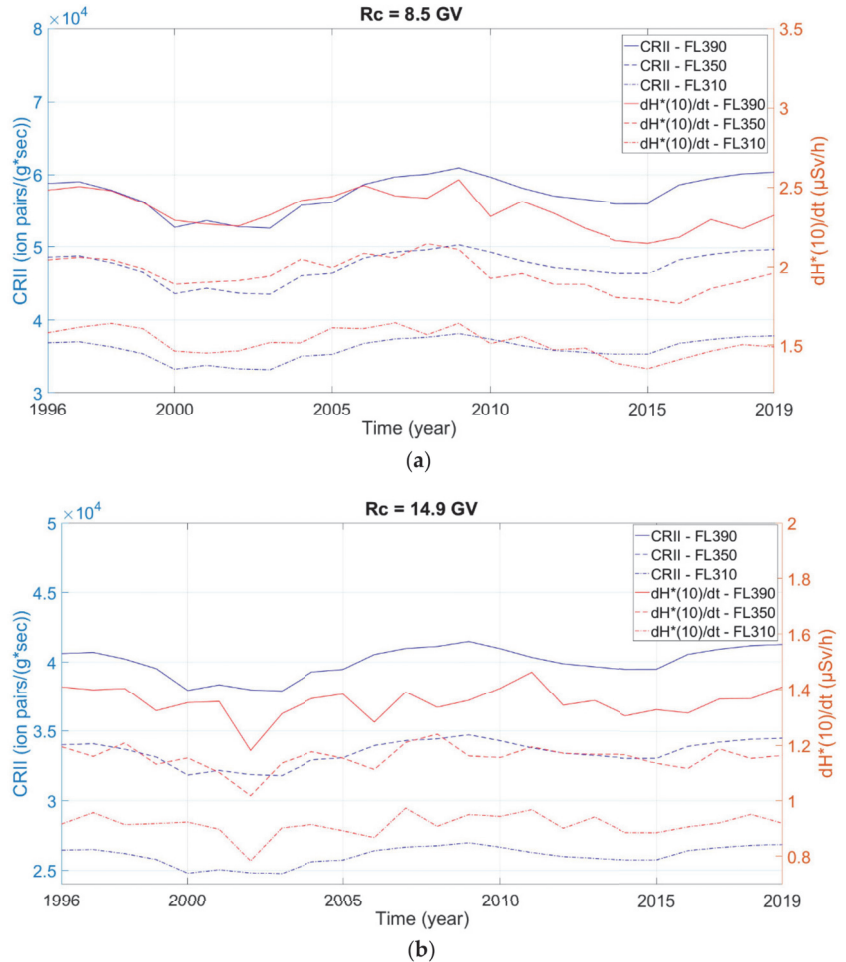 Rc = 8.5 GV
×10⁴
8
7
6
5
4
3
CRII (ion pairs/(g*sec))
3.5
3
2.5
2
1.5
dH*(10)/dt (μSv/h)
CRII - FL390
CRII - FL350
CRII - FL310
dH*(10)/dt - FL390
dH*(10)/dt - FL350
dH*(10)/dt - FL310
1996 2000 2005 2010 2015 2019
Time (year)
(a)
Rc = 14.9 GV
×10⁴
5
4.5
4
3.5
3
2.5
CRII (ion pairs/(g*sec))
2
1.8
1.6
1.4
1.2
1
0.8
dH*(10)/dt (μSv/h)
CRII - FL390
CRII - FL350
CRII - FL310
dH*(10)/dt - FL390
dH*(10)/dt - FL350
dH*(10)/dt - FL310
1996 2000 2005 2010 2015 2019
Time (year)
(b)